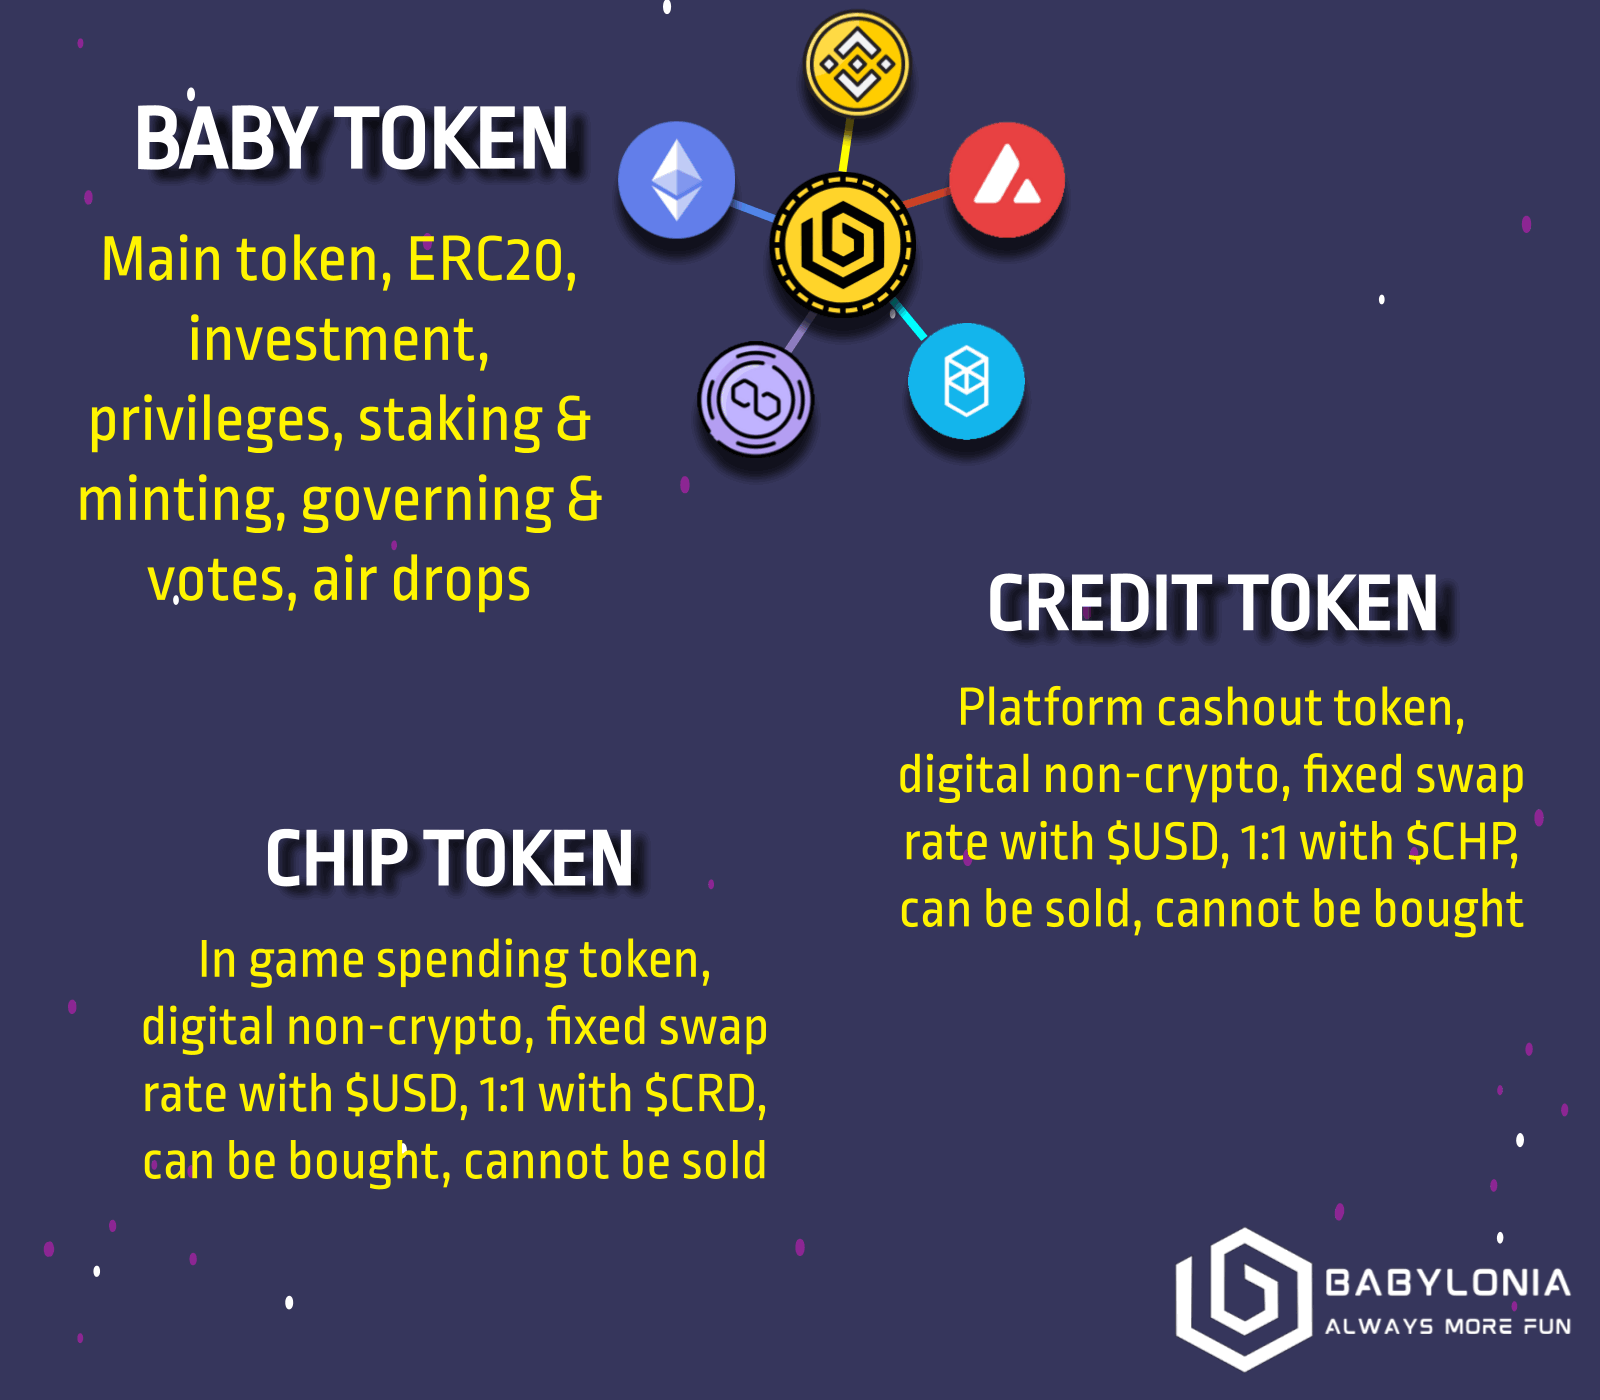 BABY TOKEN
Main token, ERC20,
investment,
privileges, staking &
minting, governing &
votes, air drops
CREDIT TOKEN
Platform cashout token,
digital non-crypto, fixed swap
rate with $USD, 1:1 with $CHP,
can be sold, cannot be bought
CHIP TOKEN
In game spending token,
digital non-crypto, fixed swap
rate with $USD, 1:1 with $CRD,
can be bought, cannot be sold
BABYLONIA
ALWAYS MORE FUN